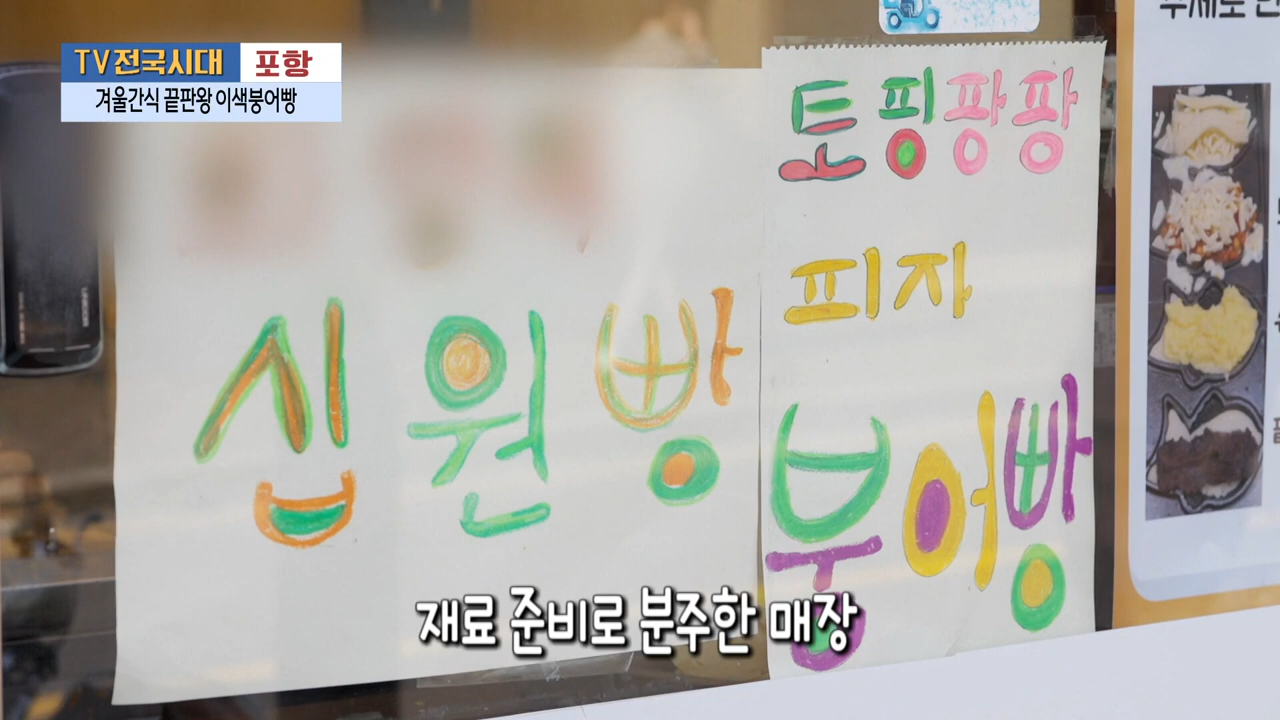 TV전국시대 포항
겨울간식 끝판왕 이색붕어빵
십원빵
토핑팡팡
피자
붕어빵
재료 준비로 분주한 매장